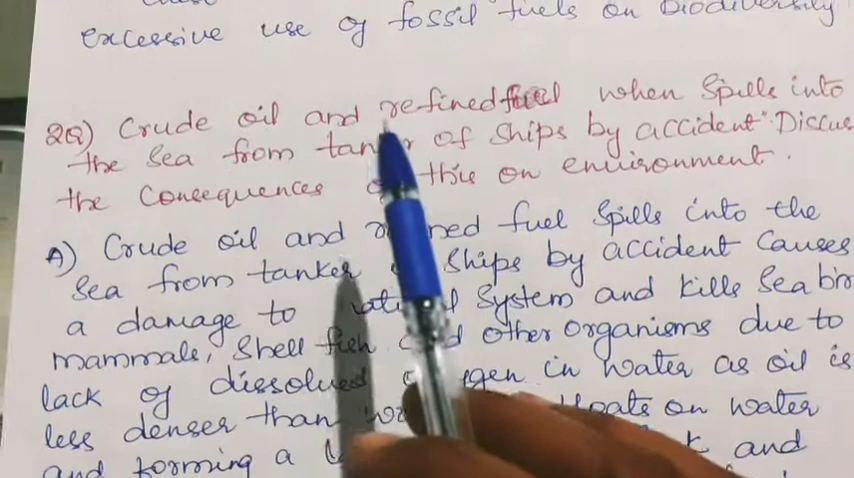 excessive use of fossil fuels on biodiversity
2Q) Crude oil and refined fuel when Spills into
the Sea from of Ships by accident". Discus
the Consequences this on environment.
A) Crude oil and fuel Spills into the
Sea from tanker Ships by accident Causes
a damage to System and kills Sea bir
mammals, Shell fish other organisms due to
lack of dissolved in water as oil is
less denser than floats on water
and forming a and